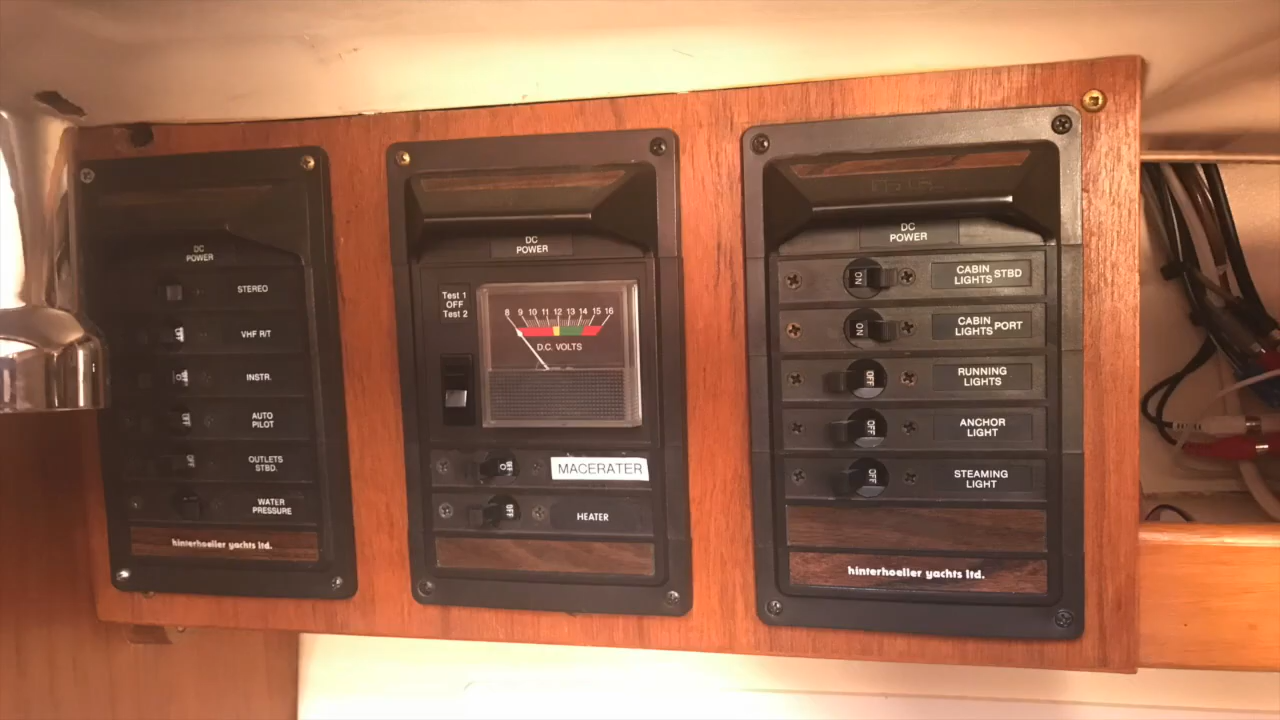 DC
POWER
STEREO
OFF VHF R/T
INSTR.
OFF AUTO
PILOT
OFF OUTLETS
STBD.
WATER
PRESSURE
hinterhoeller yachts ltd.
DC
POWER
Test 1
OFF
Test 2
8 9 10 11 12 13 14 15 16
D.C. VOLTS
OFF MACERATER
OFF HEATER
DC
POWER
ON CABIN
LIGHTS STBD
ON CABIN
LIGHTS PORT
OFF RUNNING
LIGHTS
OFF ANCHOR
LIGHT
OFF STEAMING
LIGHT
hinterhoeller yachts ltd.